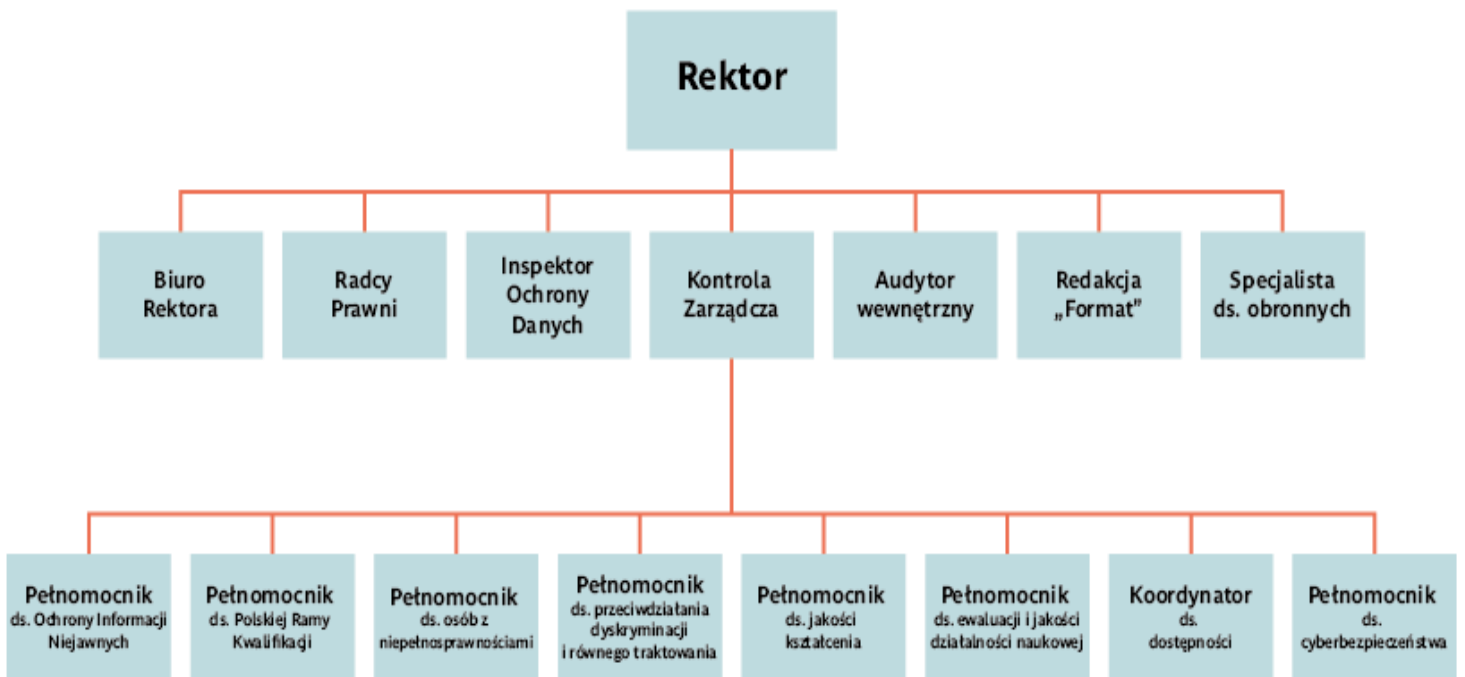 Rektor
Biuro
Rektora
Radcy
Prawni
Inspektor
Ochrony
Danych
Kontrola
Zarządcza
Audytor
wewnętrzny
Redakcja
„Format”
Specjalista
ds. obronnych
Pełnomocnik
ds. Ochrony Informacji
Niejawnych
Pełnomocnik
ds. Polskiej Ramy
Kwalifikacji
Pełnomocnik
ds. osób z
niepełnosprawnościami
Pełnomocnik
ds. przeciwdziałania
dyskryminacji
i równego traktowania
Pełnomocnik
ds. jakości
kształcenia
Pełnomocnik
ds. ewaluacji i jakości
działalności naukowej
Koordynator
ds.
dostępności
Pełnomocnik
ds.
cyberbezpieczeństwa